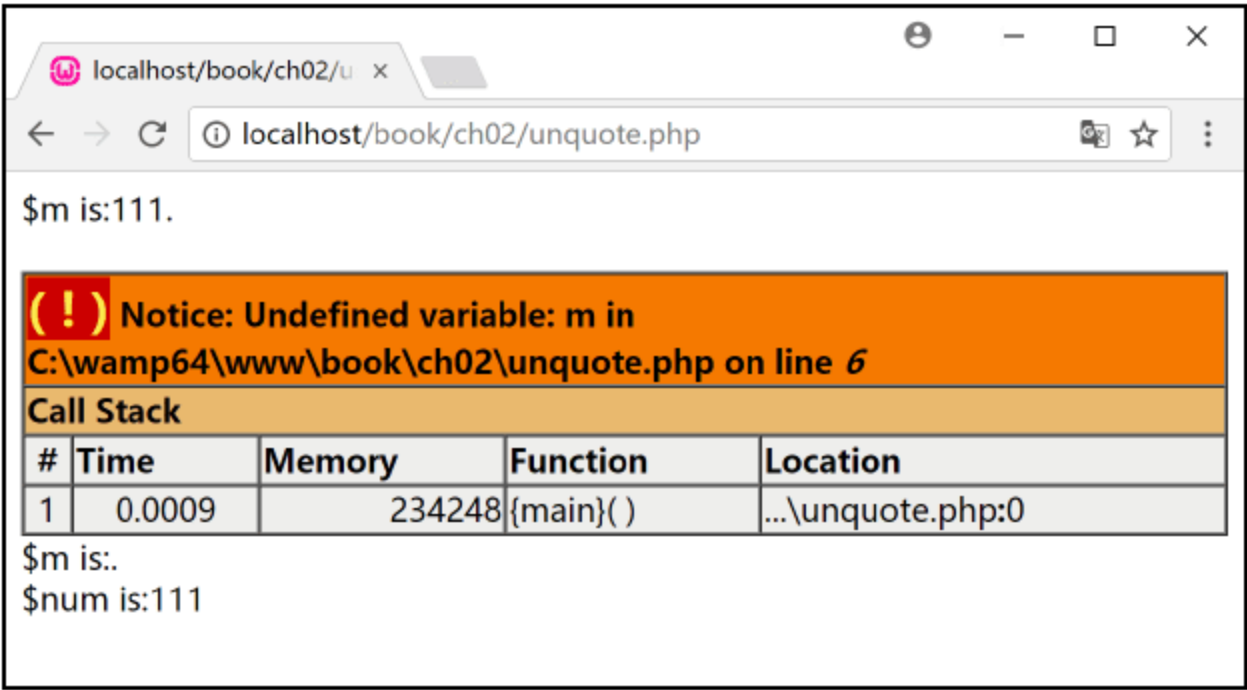 localhost/book/ch02/u
localhost/book/ch02/unquote.php
$m is:111.
( ! ) Notice: Undefined variable: m in
C:\wamp64\www\book\ch02\unquote.php on line 6
Call Stack
# Time Memory Function Location
1 0.0009 234248 {main}( ) ...\unquote.php:0
$m is:.
$num is:111